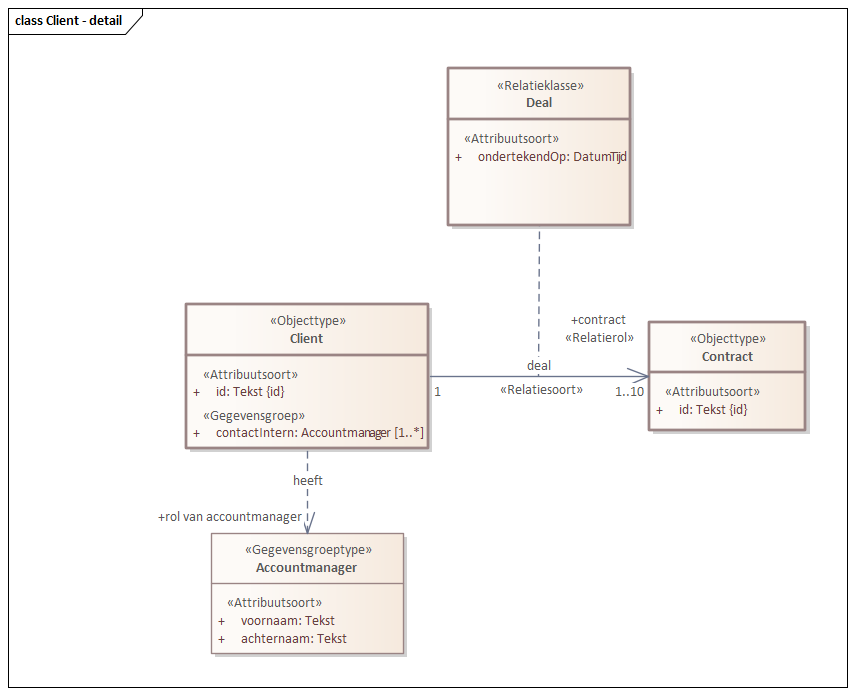 class Client - detail
«Relatieklasse»
Deal
«Attribuutsoort»
+ ondertekendOp: DatumTijd
+contract
«Relatierol»
«Objecttype»
Client
«Attribuutsoort»
+ id: Tekst {id}
«Gegevensgroep»
+ contactIntern: Accountmanager [1..*]
deal
1
«Relatiesoort»
1..10
«Objecttype»
Contract
«Attribuutsoort»
+ id: Tekst {id}
heeft
+rol van accountmanager
«Gegevensgroeptype»
Accountmanager
«Attribuutsoort»
+ voornaam: Tekst
+ achternaam: Tekst